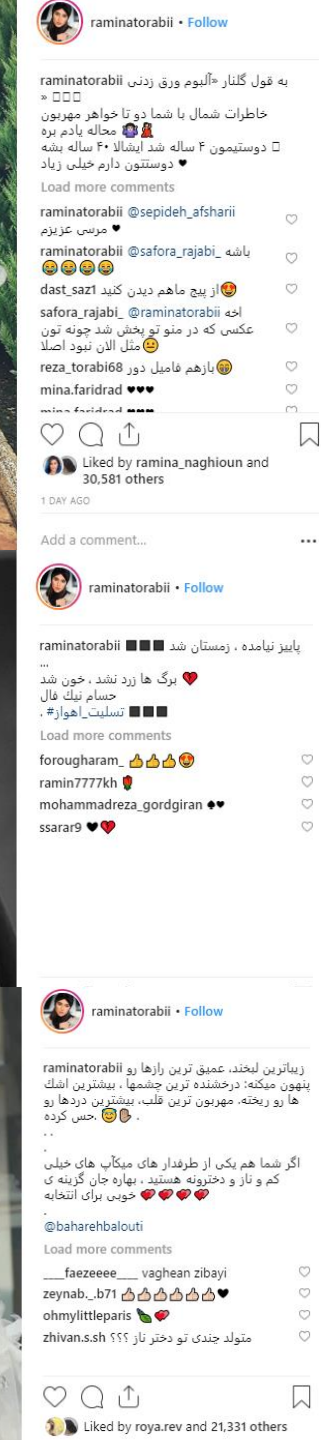 raminatorabii • Follow
raminatorabii به قول گلنار «آلبوم ورق زدنی
»
خاطرات شمال با شما دو تا خواهر مهربون
محاله یادم بره
دوستیمون ۴ ساله شد ایشالا ۴۰ ساله بشه
دوستتون دارم خیلی زیاد ♥
Load more comments
raminatorabii @sepideh_afsharii
مرسی عزیزم ♥
raminatorabii @safora_rajabi_ باشه
😂😂😂😂
dast_saz1 از پیج ماهم دیدن کنید😍
safora_rajabi_ @raminatorabii اخه
عکسی که در منو تو پخش شد چونه تون
مثل الان نبود اصلا😐
reza_torabi68 بازهم فامیل دور😁
mina.faridrad ♥♥♥
mina.faridrad ♥♥♥
Liked by ramina_naghioun and
30,581 others
1 DAY AGO
Add a comment...
raminatorabii • Follow
raminatorabii ⬛⬛⬛ پاییز نیامده ، زمستان شد
...
برگ ها زرد نشد ، خون شد 💔
حسام نیك فال
. #تسلیت_اهواز ⬛⬛⬛
Load more comments
forougharam_ 👍👍👍😍
ramin7777kh 🌹
mohammadreza_gordgiran ♠♥
ssarar9 ♥💔
raminatorabii • Follow
raminatorabii زیباترین لبخند، عمیق ترین رازها رو
پنهون میکنه: درخشنده ترین چشمها ، بیشترین اشك
ها رو ریخته. مهربون ترین قلب، بیشترین دردها رو
حس کرده. 😇✋ .
. .
.
اگر شما هم یکی از طرفدار های میکآپ های خیلی
کم و ناز و دخترونه هستید ، بهاره جان گزینه ی
خوبی برای انتخابه 💕💕💕💕
.
@baharehbalouti
Load more comments
____faezeeee____ vaghean zibayi
zeynab._.b71 👍👍👍👍👍👍♥
ohmylittleparis 🍃💕
zhivan.s.sh متولد چندی تو دختر ناز ؟؟؟
Liked by roya.rev and 21,331 others